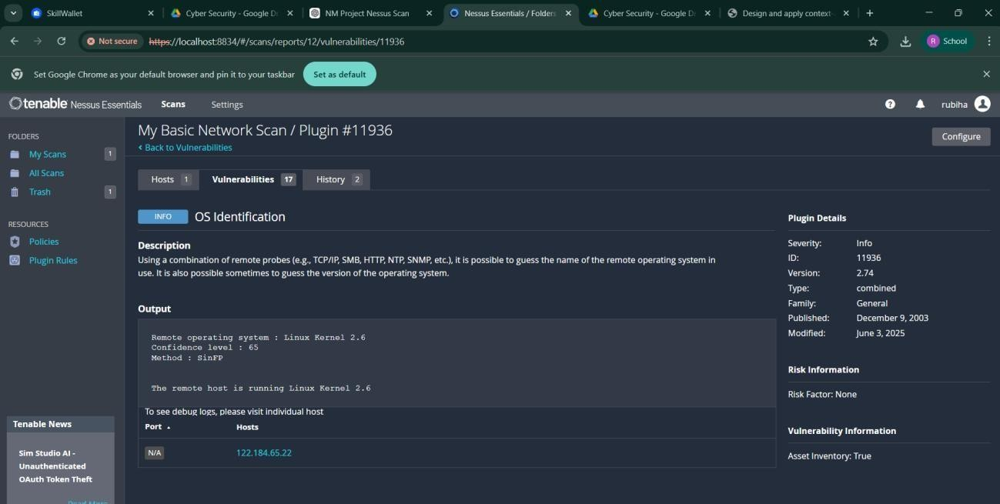 SkillWallet
Cyber Security - Google Dr
NM Project Nessus Scan
Nessus Essentials / Folders
Cyber Security - Google Dr
Design and apply context-
Not secure https://localhost:8834/#/scans/reports/12/vulnerabilities/11936
R School
Set Google Chrome as your default browser and pin it to your taskbar Set as default
tenable Nessus Essentials Scans Settings
rubiha
FOLDERS
My Scans 1
All Scans
Trash 1
RESOURCES
Policies
Plugin Rules
Tenable News
Sim Studio AI -
Unauthenticated
OAuth Token Theft
Read More
My Basic Network Scan / Plugin #11936
< Back to Vulnerabilities
Configure
Hosts 1 Vulnerabilities 17 History 2
INFO OS Identification
Description
Using a combination of remote probes (e.g., TCP/IP, SMB, HTTP, NTP, SNMP, etc.), it is possible to guess the name of the remote operating system in
use. It is also possible sometimes to guess the version of the operating system.
Output
Remote operating system : Linux Kernel 2.6
Confidence level : 65
Method : SinFP
The remote host is running Linux Kernel 2.6
To see debug logs, please visit individual host
Port Hosts
N/A 122.184.65.22
Plugin Details
Severity: Info
ID: 11936
Version: 2.74
Type: combined
Family: General
Published: December 9, 2003
Modified: June 3, 2025
Risk Information
Risk Factor: None
Vulnerability Information
Asset Inventory: True